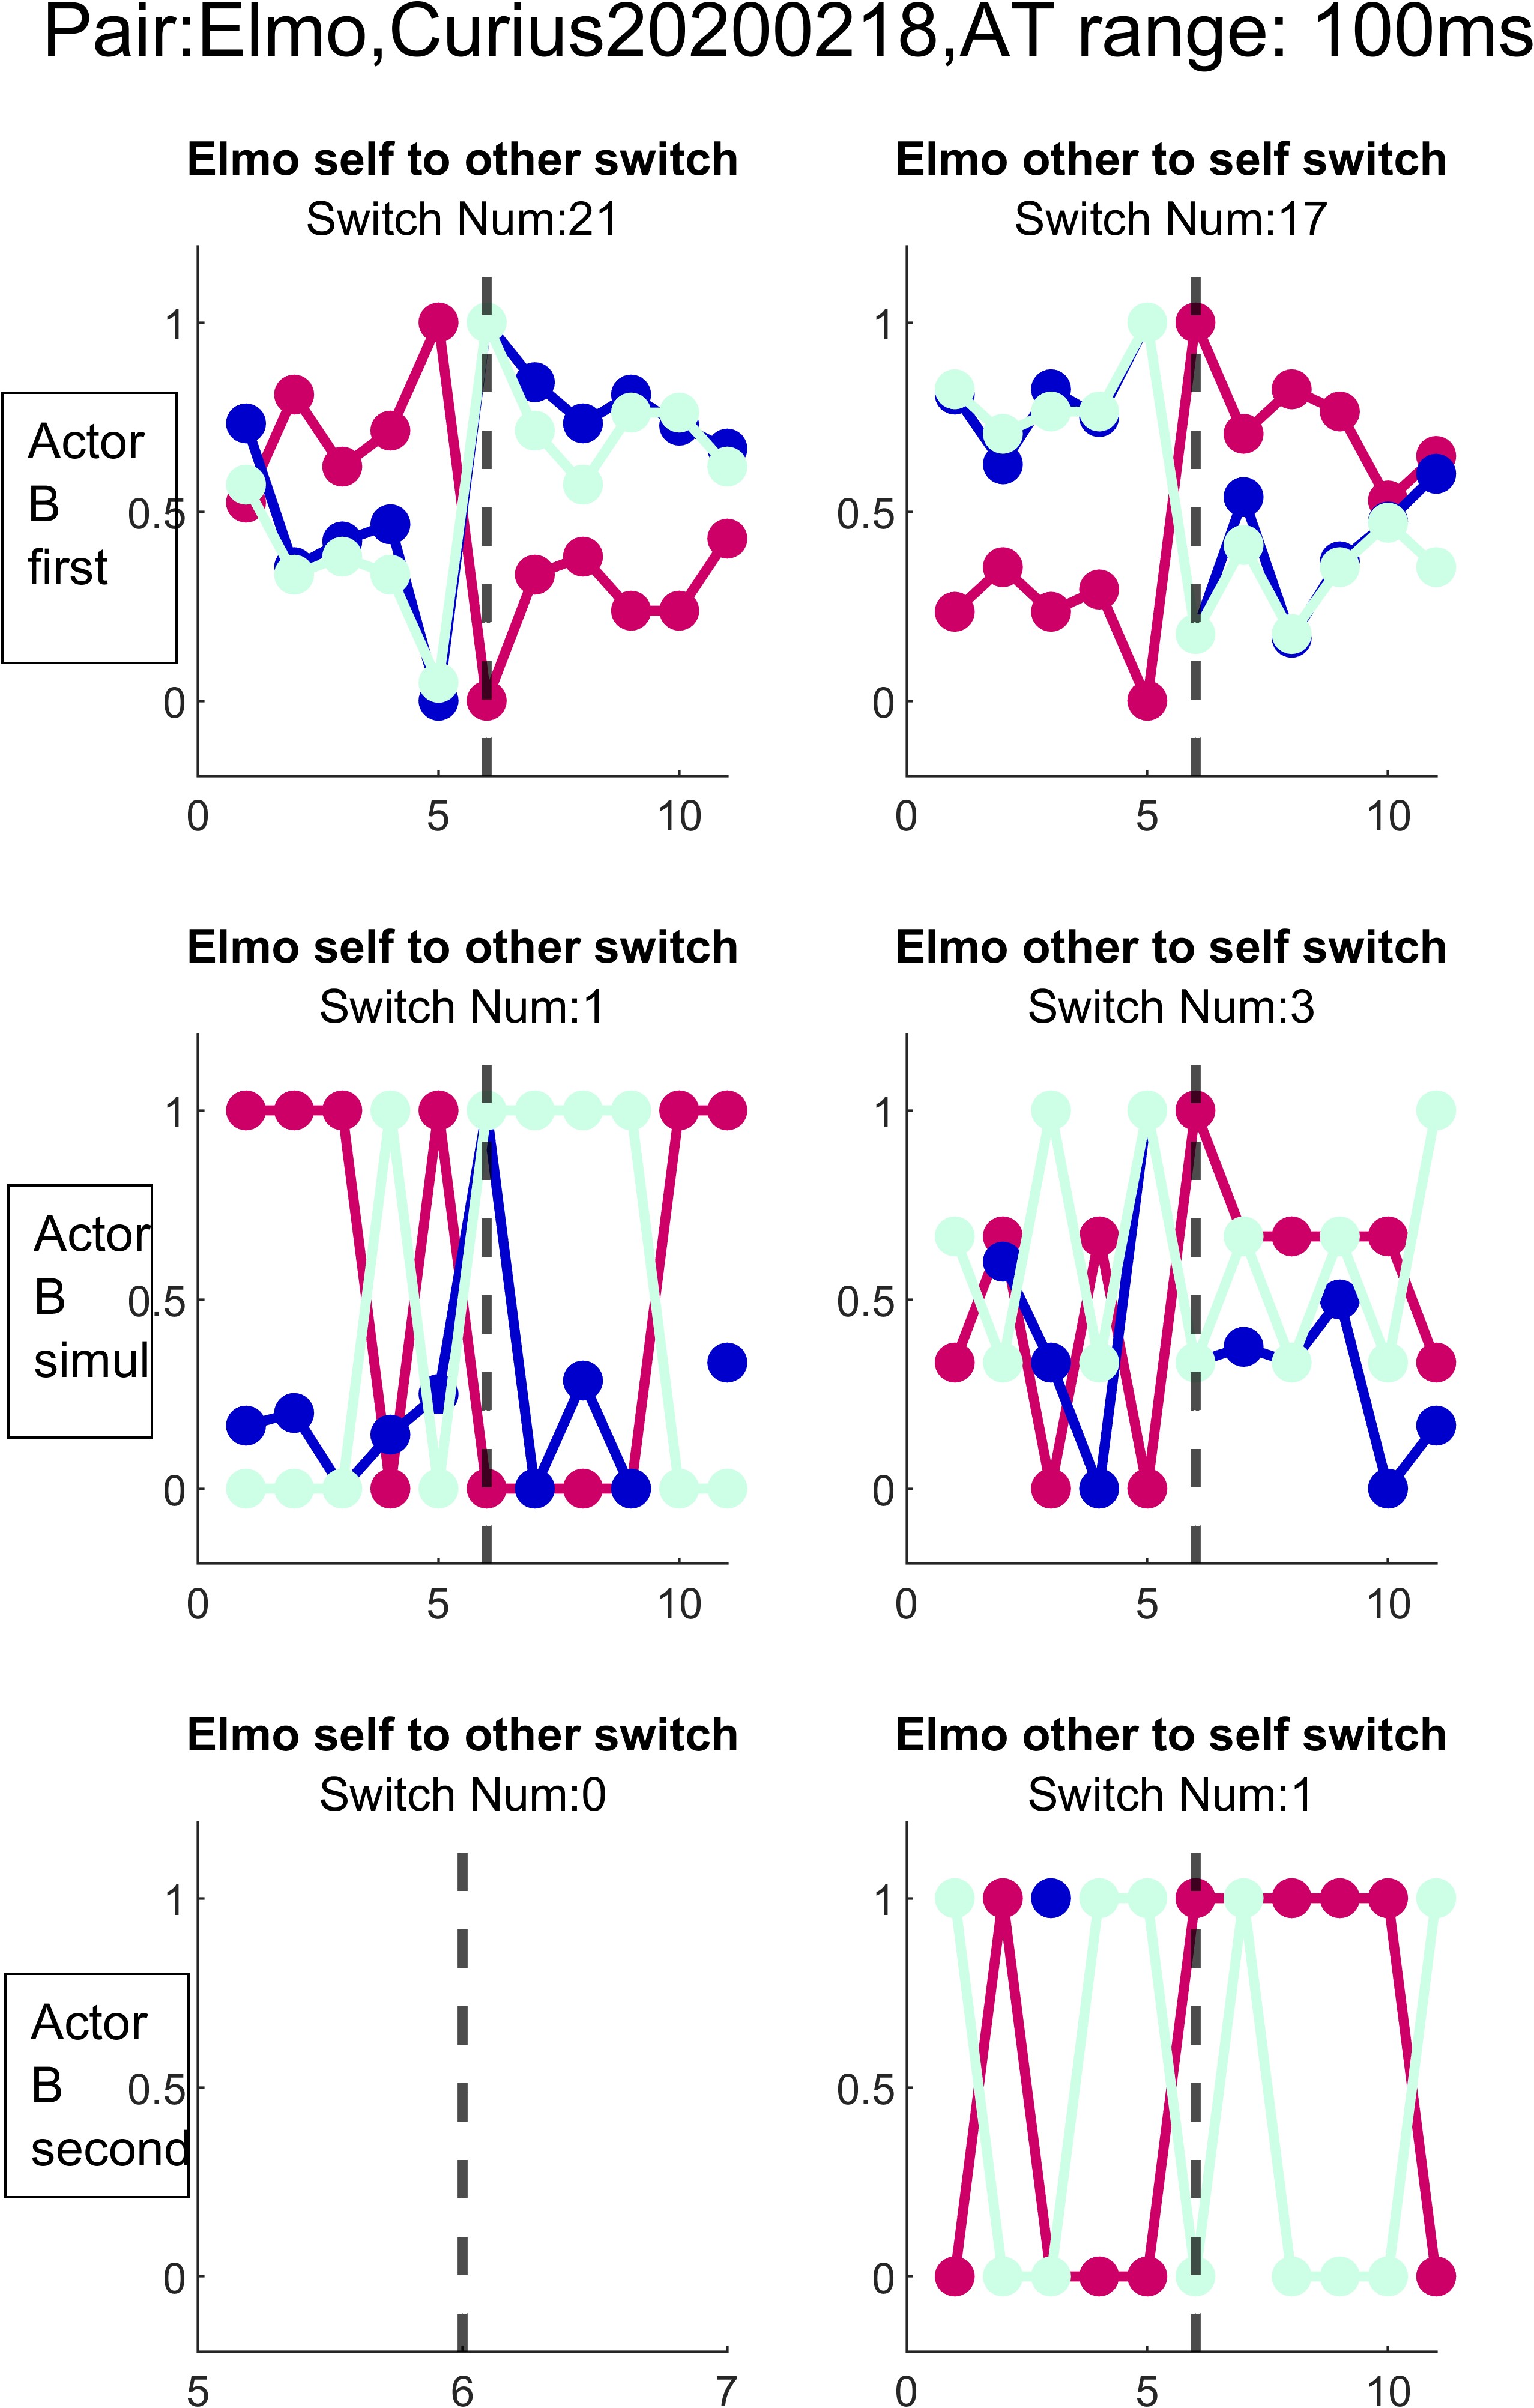 Pair:Elmo,Curius20200218,AT range: 100ms
Elmo self to other switch
Switch Num:21
Elmo other to self switch
Switch Num:17
Actor
B
first
1
0.5
0
0
5
10
1
0.5
0
0
5
10
Elmo self to other switch
Switch Num:1
Elmo other to self switch
Switch Num:3
Actor
B
simul
1
0.5
0
0
5
10
1
0.5
0
0
5
10
Elmo self to other switch
Switch Num:0
Elmo other to self switch
Switch Num:1
Actor
B
second
1
0.5
0
5
6
7
1
0.5
0
0
5
10